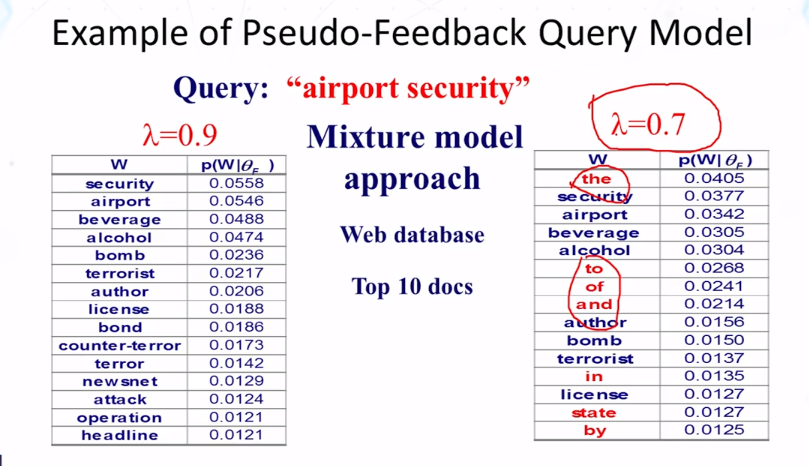 Example of Pseudo-Feedback Query Model
Query: “airport security”
λ=0.9
W p(W|θF )
security 0.0558
airport 0.0546
beverage 0.0488
alcohol 0.0474
bomb 0.0236
terrorist 0.0217
author 0.0206
license 0.0188
bond 0.0186
counter-terror 0.0173
terror 0.0142
newsnet 0.0129
attack 0.0124
operation 0.0121
headline 0.0121
Mixture model
approach
Web database
Top 10 docs
λ=0.7
W p(W| θF )
the 0.0405
security 0.0377
airport 0.0342
beverage 0.0305
alcohol 0.0304
to 0.0268
of 0.0241
and 0.0214
author 0.0156
bomb 0.0150
terrorist 0.0137
in 0.0135
license 0.0127
state 0.0127
by 0.0125